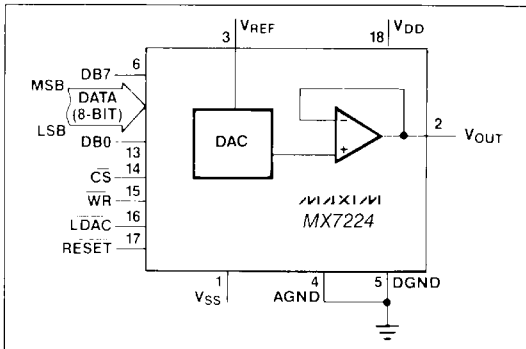 VREF
3
VDD
18
6
DB7
MSB
DATA
(8-BIT)
LSB
DB0
13
14
CS
15
WR
16
LDAC
17
RESET
DAC
-
+
2
VOUT
MAXIM
MX7224
1
VSS
4
AGND
5
DGND